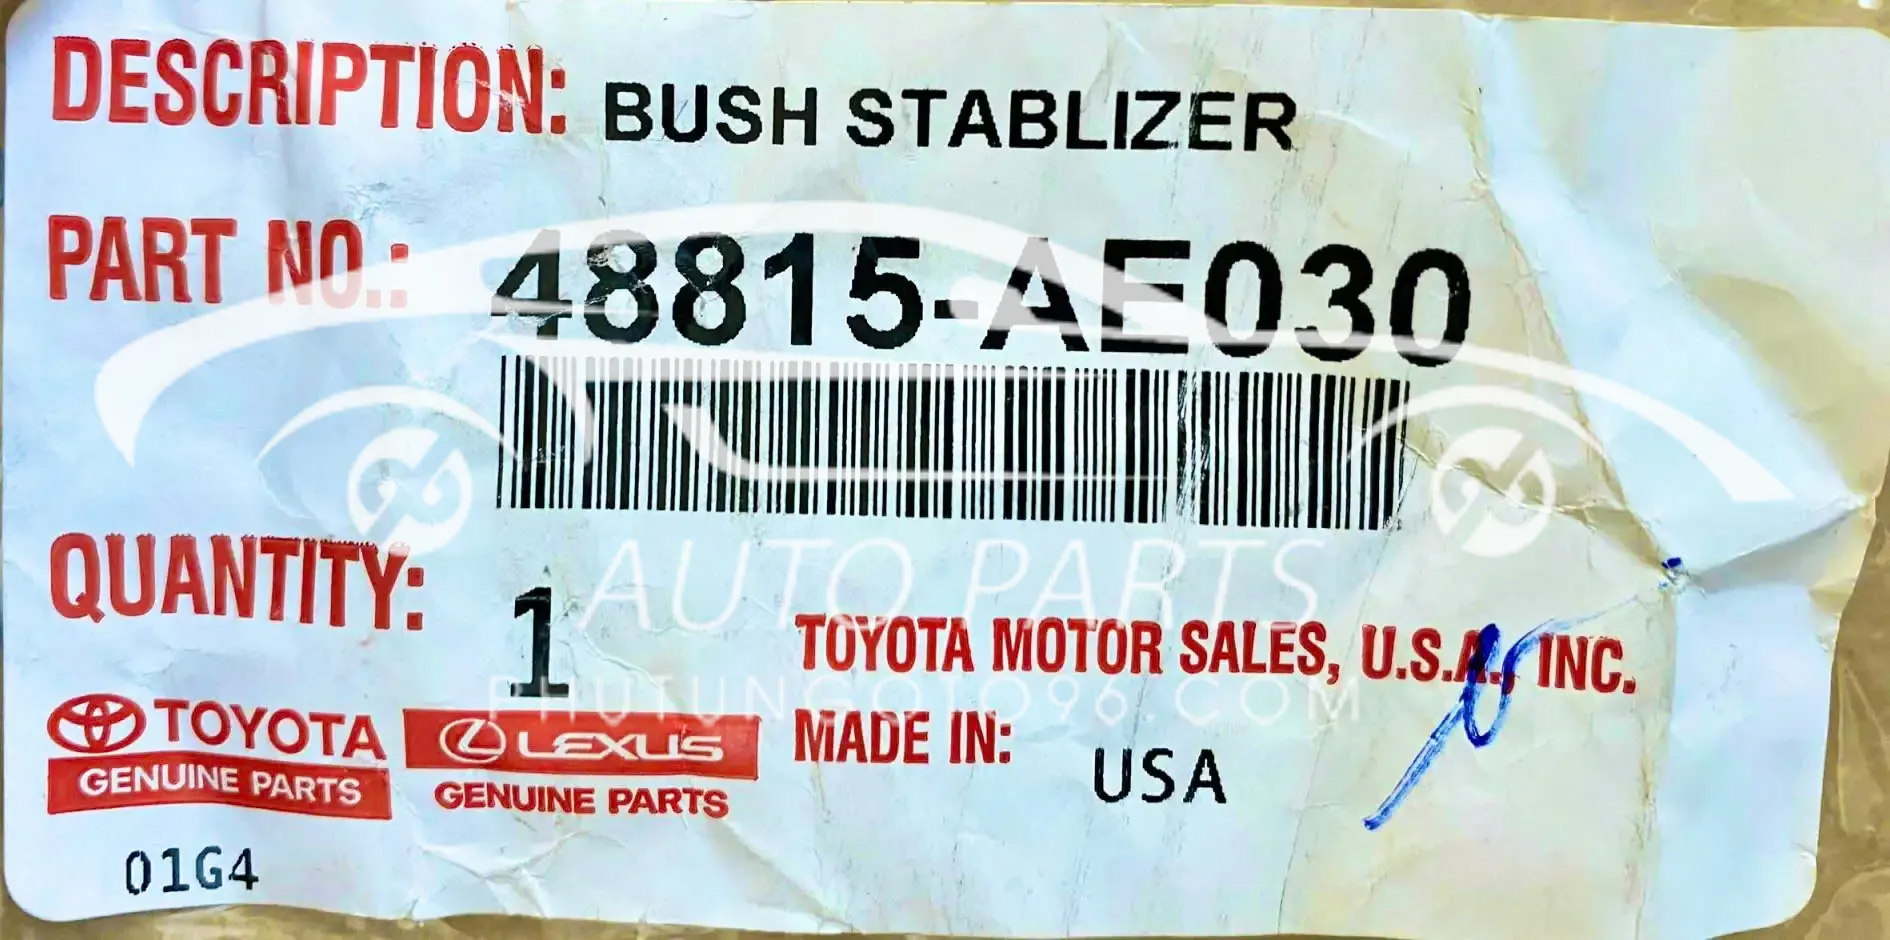 DESCRIPTION: BUSH STABLIZER
PART NO.: 48815-AE030
QUANTITY: 1
AUTO PARTS
PHUTUNGOTO96.COM
TOYOTA MOTOR SALES, U.S.A., INC.
MADE IN: USA
TOYOTA
GENUINE PARTS
LEXUS
GENUINE PARTS
01G4